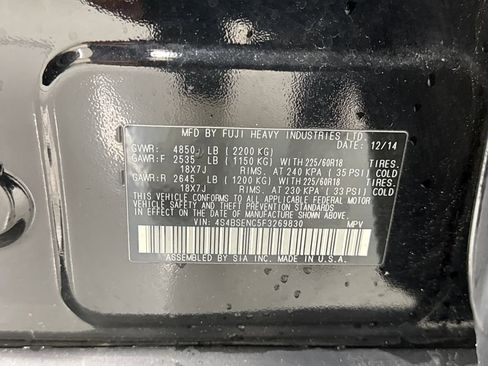 MFD BY FUJI HEAVY INDUSTRIES LTD.
DATE: 12/14
GVWR: 4850 LB (2200 KG)
GAWR:F 2535 LB (1150 KG) WITH 225/60R18 TIRES,
18X7J RIMS, AT 240 KPA (35 PSI)
GAWR:R 2645 LB (1200 KG) WITH 225/60R18 TIRES,
18X7J RIMS, AT 230 KPA (33 PSI)
THIS VEHICLE CONFORMS TO ALL APPLICABLE FEDERAL MOTOR
VEHICLE SAFETY AND THEFT PREVENTION STANDARDS IN EFFECT
ON THE DATE OF MANUFACTURE SHOWN ABOVE.
VIN: 4S4BSENC5F3269830 MPV
ASSEMBLED BY SIA INC. MADE IN U.S.A.